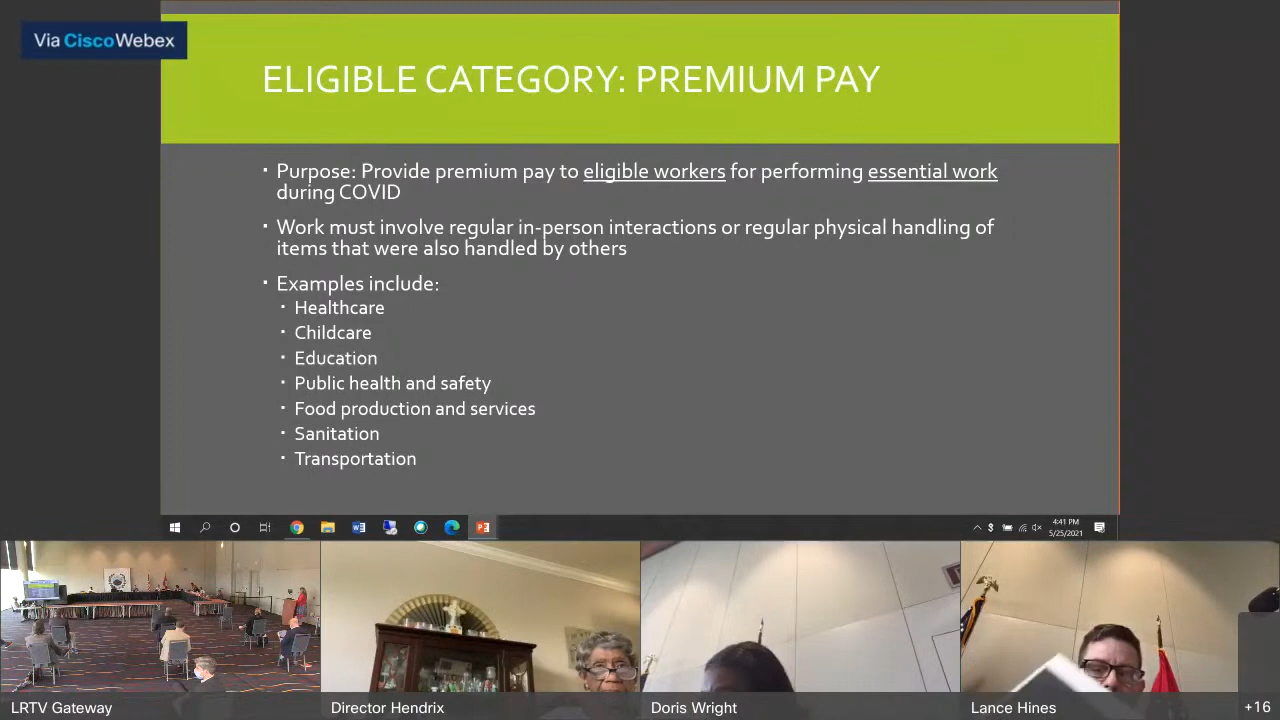 Via Cisco Webex
ELIGIBLE CATEGORY: PREMIUM PAY
Purpose: Provide premium pay to eligible workers for performing essential work
during COVID
Work must involve regular in-person interactions or regular physical handling of
items that were also handled by others
Examples include:
Healthcare
Childcare
Education
Public health and safety
Food production and services
Sanitation
Transportation
4:41 PM
5/25/2021
LRTV Gateway
Director Hendrix
Doris Wright
Lance Hines
+16